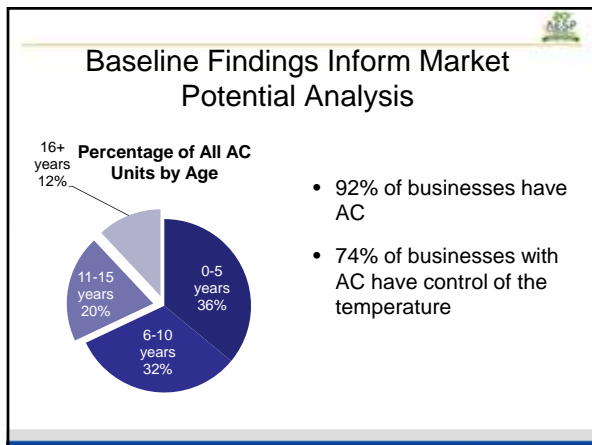 AESP
Baseline Findings Inform Market
Potential Analysis
Percentage of All AC
Units by Age
16+
years
12%
11-15
years
20%
0-5
years
36%
6-10
years
32%
• 92% of businesses have
AC
• 74% of businesses with
AC have control of the
temperature